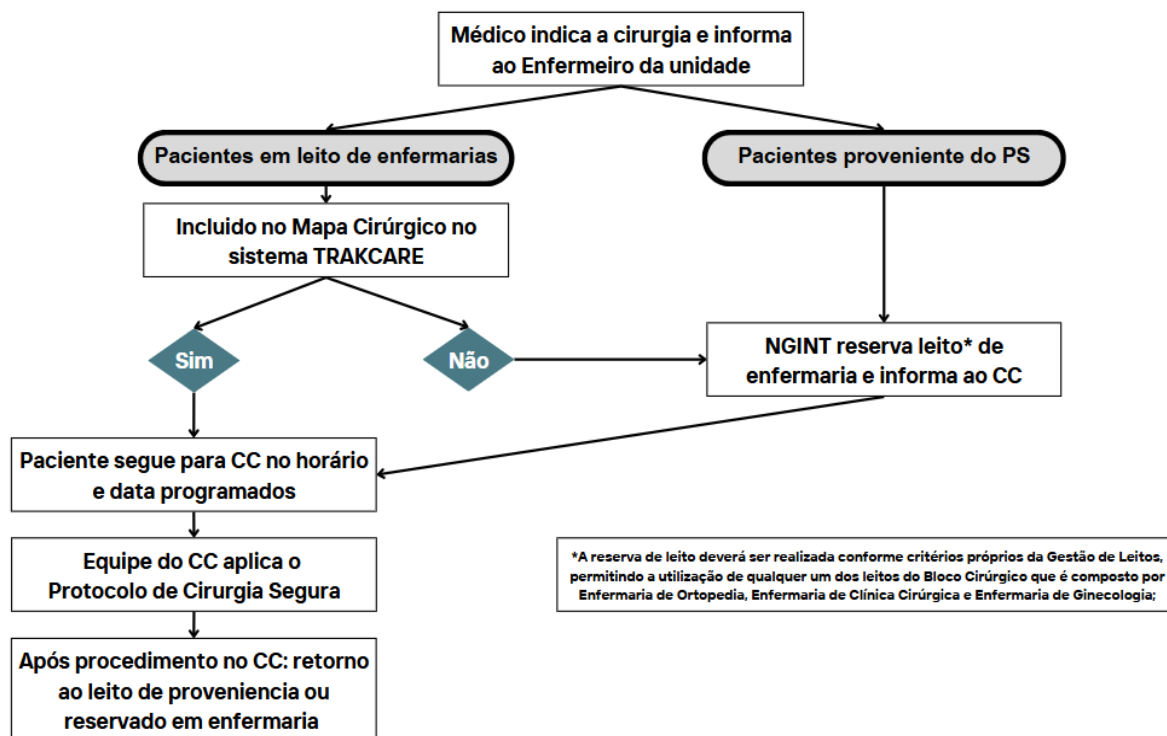 Médico indica a cirurgia e informa
ao Enfermeiro da unidade
Pacientes em leito de enfermarias
Pacientes proveniente do PS
Incluido no Mapa Cirúrgico no
sistema TRAKCARE
Sim
Não
NGINT reserva leito* de
enfermaria e informa ao CC
Paciente segue para CC no horário
e data programados
Equipe do CC aplica o
Protocolo de Cirurgia Segura
*A reserva de leito deverá ser realizada conforme critérios próprios da Gestão de Leitos,
permitindo a utilização de qualquer um dos leitos do Bloco Cirúrgico que é composto por
Enfermaria de Ortopedia, Enfermaria de Clínica Cirúrgica e Enfermaria de Ginecologia;
Após procedimento no CC: retorno
ao leito de proveniencia ou
reservado em enfermaria